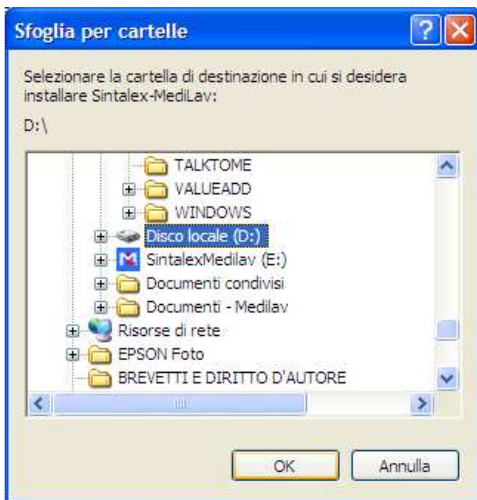 Sfoglia per cartelle
Selezionare la cartella di destinazione in cui si desidera
installare Sintalex-MediLav:
D:\
TALKTOME
VALUEADD
WINDOWS
Disco locale (D:)
SintalexMedilav (E:)
Documenti condivisi
Documenti - Medilav
Risorse di rete
EPSON Foto
BREVETTI E DIRITTO D'AUTORE
OK Annulla